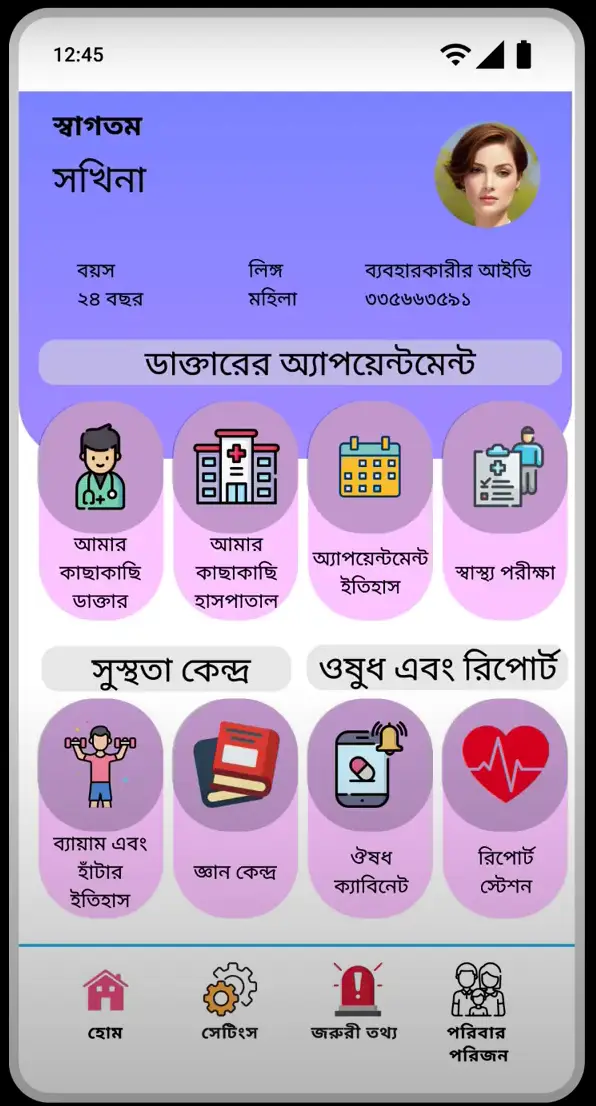 12:45
স্বাগতম
সখিনা
বয়স
২৪ বছর
লিঙ্গ
মহিলা
ব্যবহারকারীর আইডি
৩৩৫৬৬৩৫৯১
ডাক্তারের অ্যাপয়েন্টমেন্ট
আমার
কাছাকাছি
ডাক্তার
আমার
কাছাকাছি
হাসপাতাল
অ্যাপয়েন্টমেন্ট
ইতিহাস
স্বাস্থ্য পরীক্ষা
সুস্থতা কেন্দ্র
ওষুধ এবং রিপোর্ট
ব্যায়াম এবং
হাঁটার
ইতিহাস
জ্ঞান কেন্দ্র
ঔষধ
ক্যাবিনেট
রিপোর্ট
স্টেশন
হোম
সেটিংস
জরুরী তথ্য
পরিবার
পরিজন